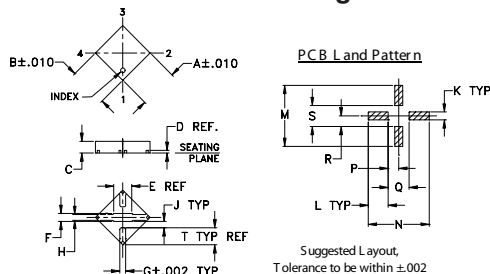 3
4
2
B±.010
A±.010
INDEX
1
D REF.
SEATING
PLANE
C
E REF
J TYP
F
T TYP REF
H
G±.002 TYP
PCB Land Pattern
K TYP
M
S
R
P
Q
L TYP
N
Suggested Layout,
Tolerance to be within ±.002